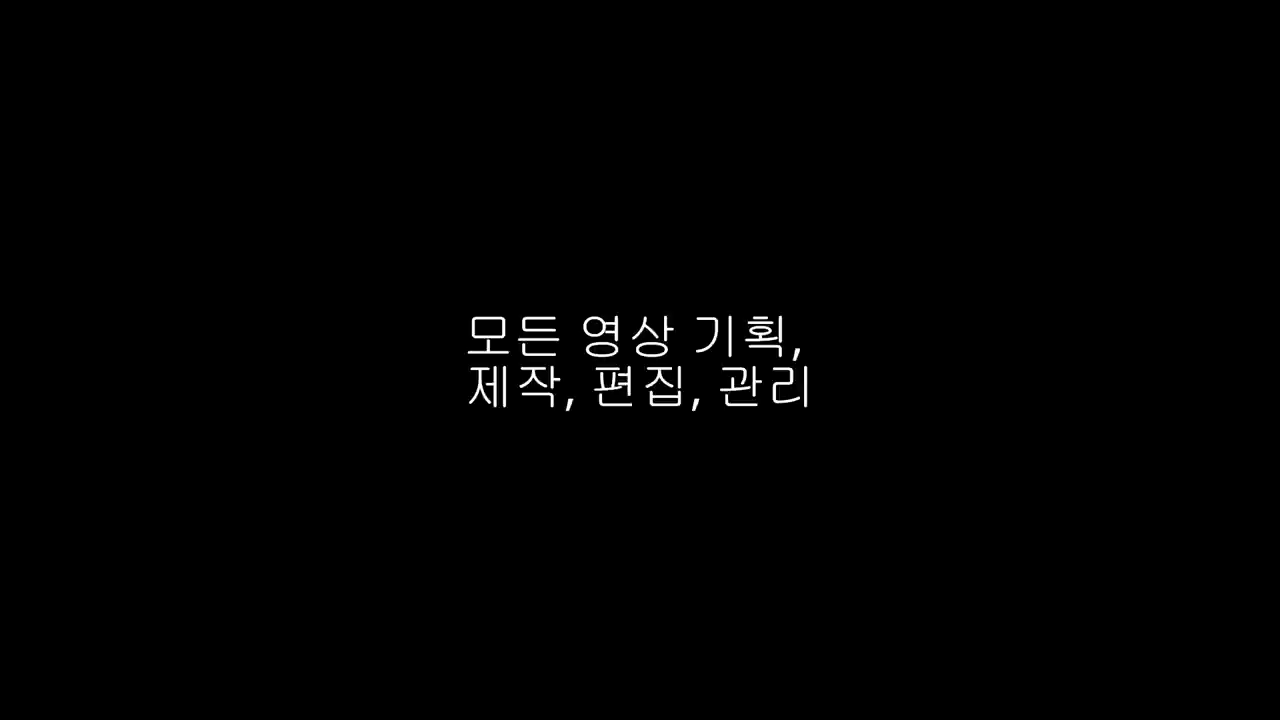 모든 영상 기획,
제작, 편집, 관리